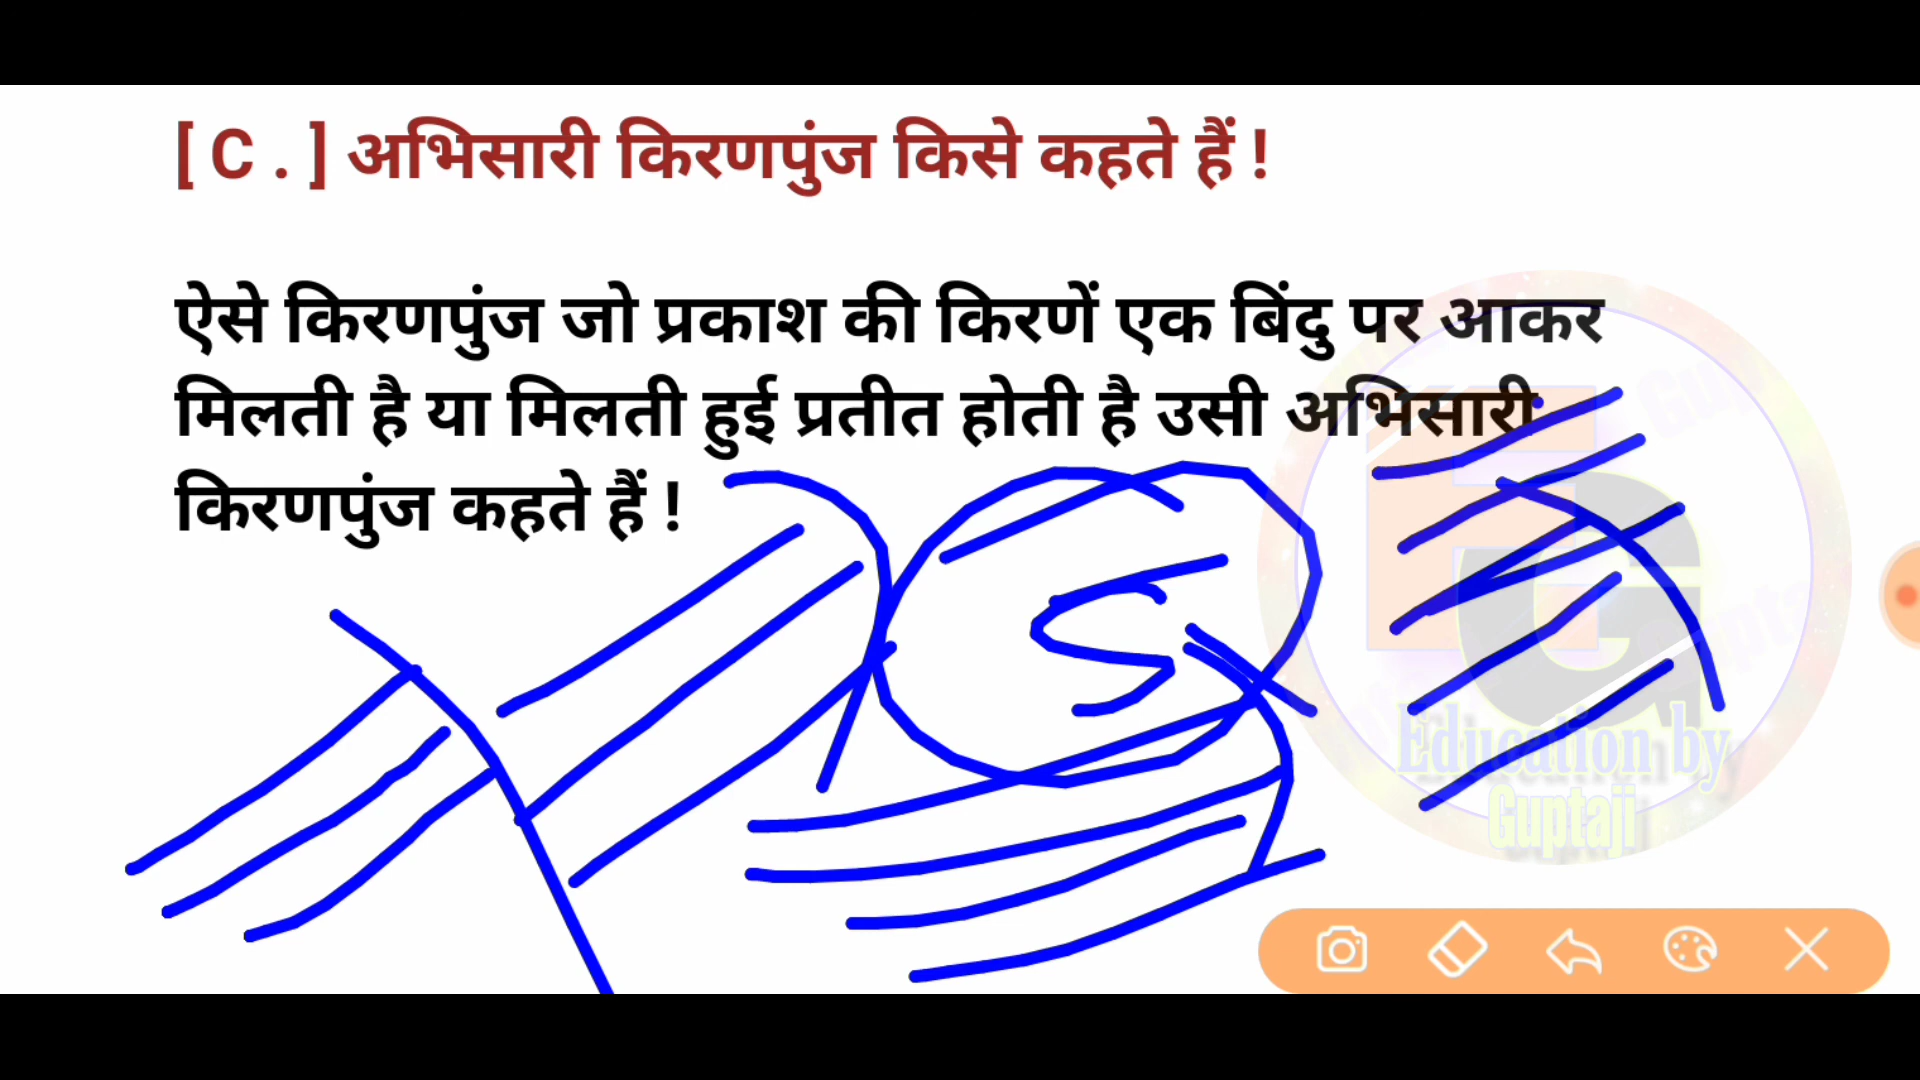 [ C . ] अभिसारी किरणपुंज किसे कहते हैं !
ऐसे किरणपुंज जो प्रकाश की किरणें एक बिंदु पर आकर
मिलती है या मिलती हुई प्रतीत होती है उसी अभिसारी
किरणपुंज कहते हैं !
S
Education by
Guptaji